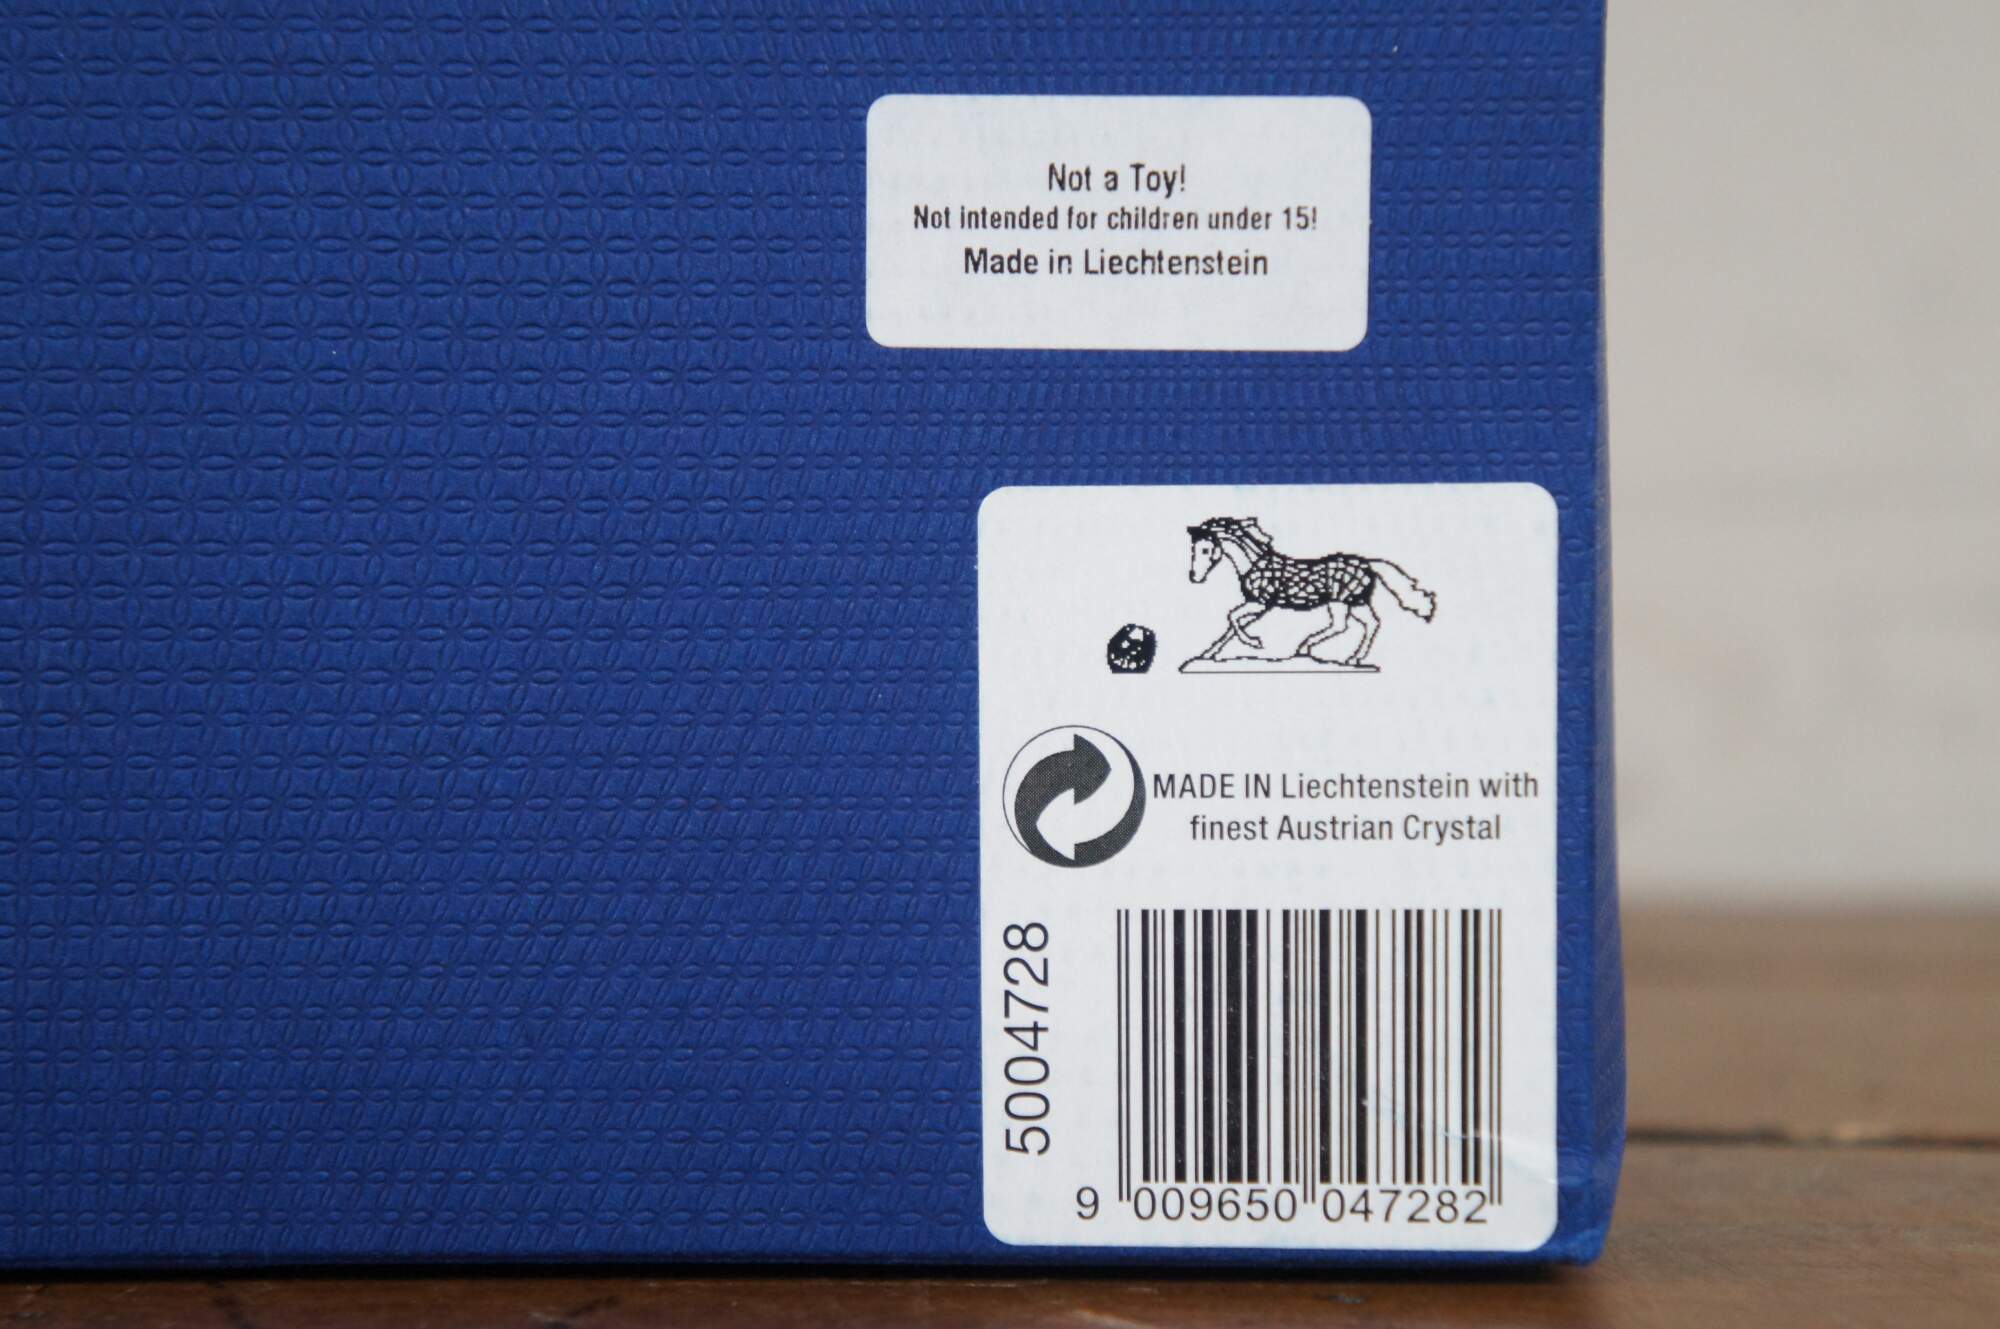 Not a Toy!
Not intended for children under 15!
Made in Liechtenstein
MADE IN Liechtenstein with
finest Austrian Crystal
5004728
9 009650 047282